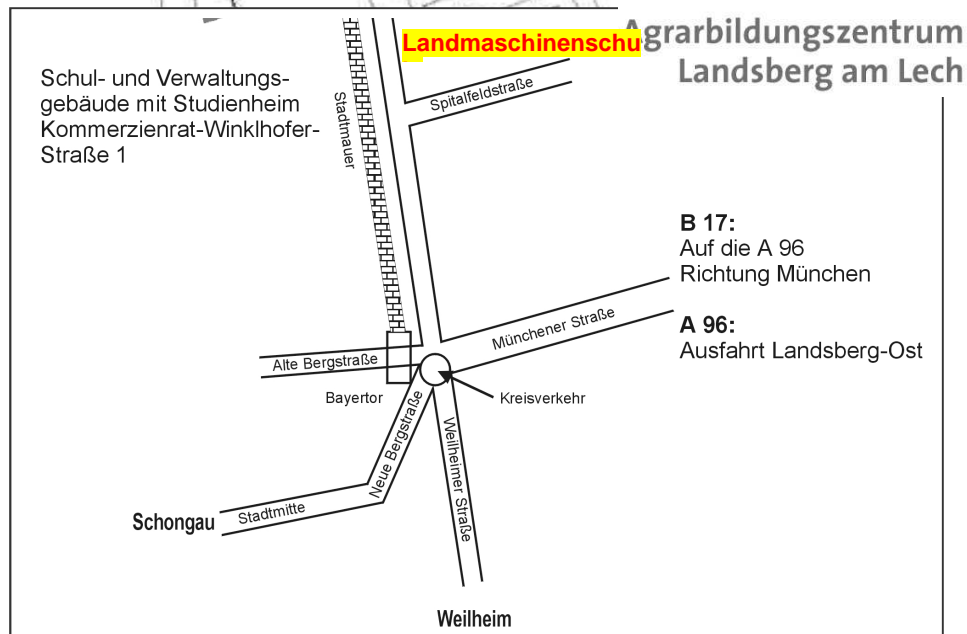 Landmaschinenschu
Agrarbildungszentrum
Landsberg am Lech
Schul- und Verwaltungs-
gebäude mit Studienheim
Kommerzienrat-Winklhofer-
Straße 1
Stadtmauer
Spitalfeldstraße
B 17:
Auf die A 96
Richtung München
A 96:
Ausfahrt Landsberg-Ost
Münchener Straße
Alte Bergstraße
Bayertor
Kreisverkehr
Neue Bergstraße
Weilheimer Straße
Schongau
Stadtmitte
Weilheim